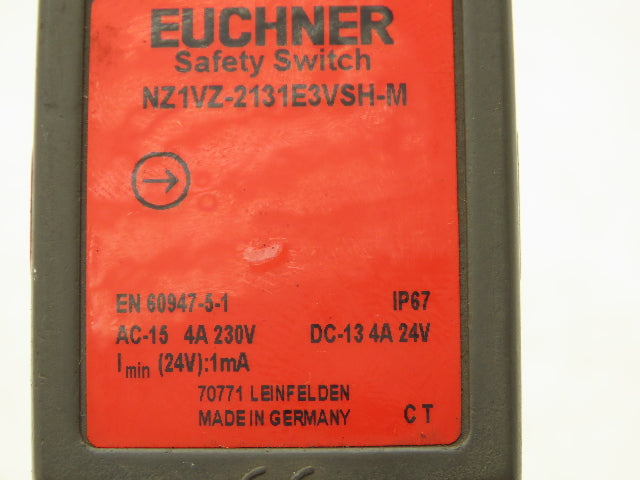 EUCHNER
Safety Switch
NZ1VZ-2131E3VSH-M
EN 60947-5-1 IP67
AC-15 4A 230V DC-13 4A 24V
Imin (24V):1mA
70771 LEINFELDEN
MADE IN GERMANY C T